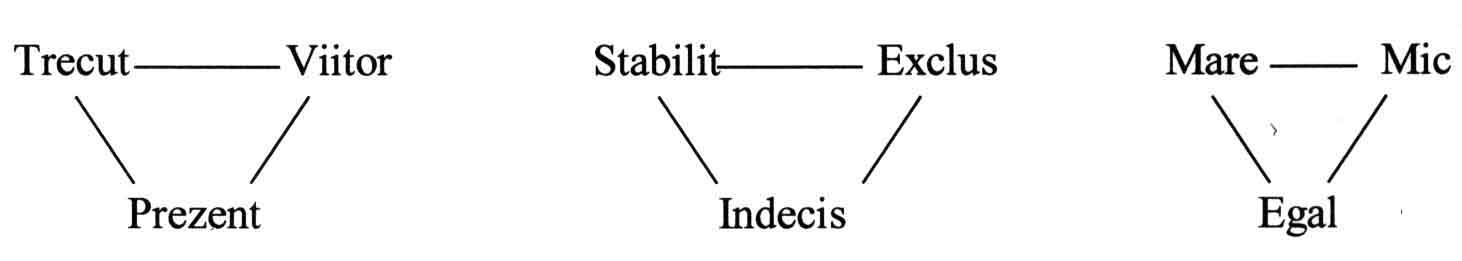 Trecut Viitor Stabilit Exclus Mare Mic
Prezent Indecis Egal